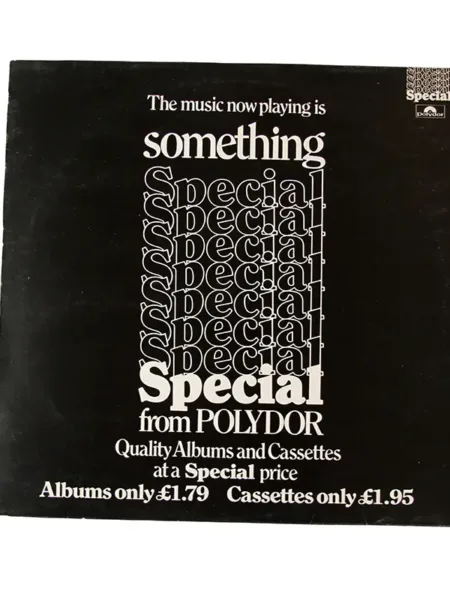 The music now playing is
something
Special
Special
Special
Special
Special
Special
Special
Special
from POLYDOR
Quality Albums and Cassettes
at a Special price
Albums only £1.79 Cassettes only £1.95
Special
Polydor